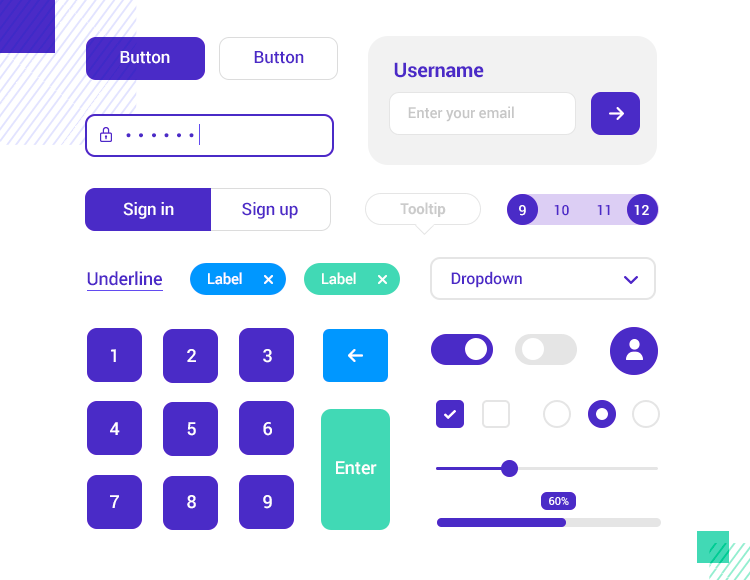 Button
Button
Username
Enter your email
Sign in
Sign up
Tooltip
9 10 11 12
Underline
Label
Label
Dropdown
1 2 3
4 5 6
7 8 9
Enter
60%